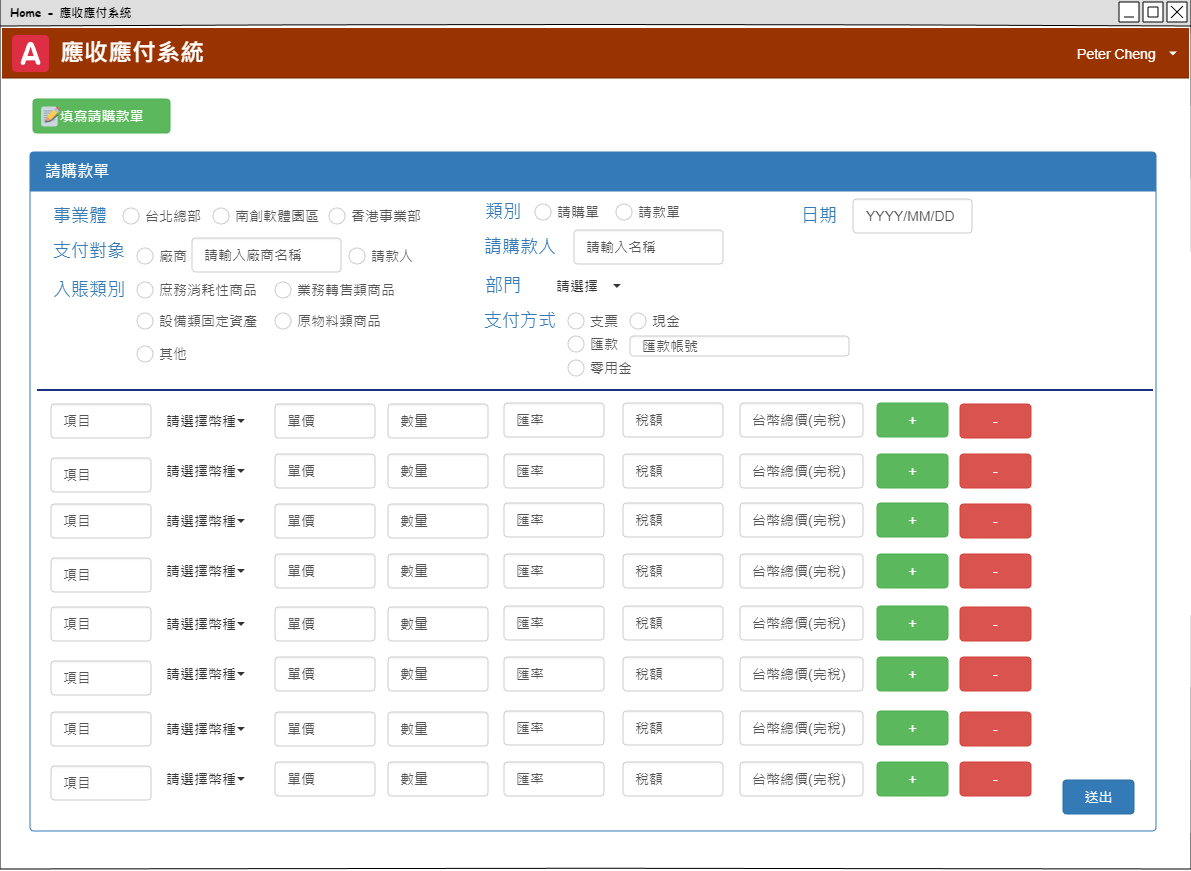 Home - 應收應付系統
A 應收應付系統 Peter Cheng
填寫請購款單
請購款單
事業體 台北總部 南創軟體園區 香港事業部 類別 請購單 請款單 日期 YYYY/MM/DD
支付對象 廠商 請輸入廠商名稱 請款人 請購款人 請輸入名稱
入賬類別 庶務消耗性商品 業務轉售類商品 部門 請選擇
設備類固定資產 原物料類商品 支付方式 支票 現金
其他 匯款 匯款帳號
零用金
項目 請選擇幣種 單價 數量 匯率 稅額 台幣總價(完稅) + -
項目 請選擇幣種 單價 數量 匯率 稅額 台幣總價(完稅) + -
項目 請選擇幣種 單價 數量 匯率 稅額 台幣總價(完稅) + -
項目 請選擇幣種 單價 數量 匯率 稅額 台幣總價(完稅) + -
項目 請選擇幣種 單價 數量 匯率 稅額 台幣總價(完稅) + -
項目 請選擇幣種 單價 數量 匯率 稅額 台幣總價(完稅) + -
項目 請選擇幣種 單價 數量 匯率 稅額 台幣總價(完稅) + -
項目 請選擇幣種 單價 數量 匯率 稅額 台幣總價(完稅) + -
送出